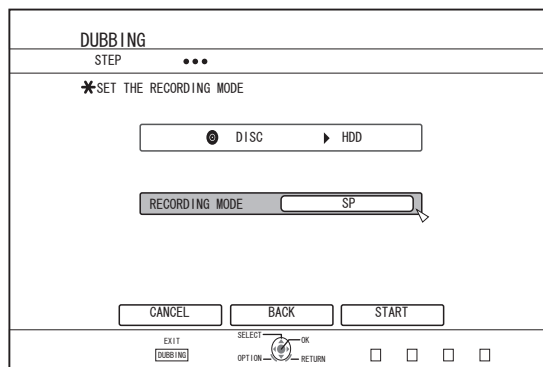 DUBBING
STEP
*SET THE RECORDING MODE
DISC HDD
RECORDING MODE SP
CANCEL BACK START
EXIT SELECT OK
DUBBING OPTION RETURN